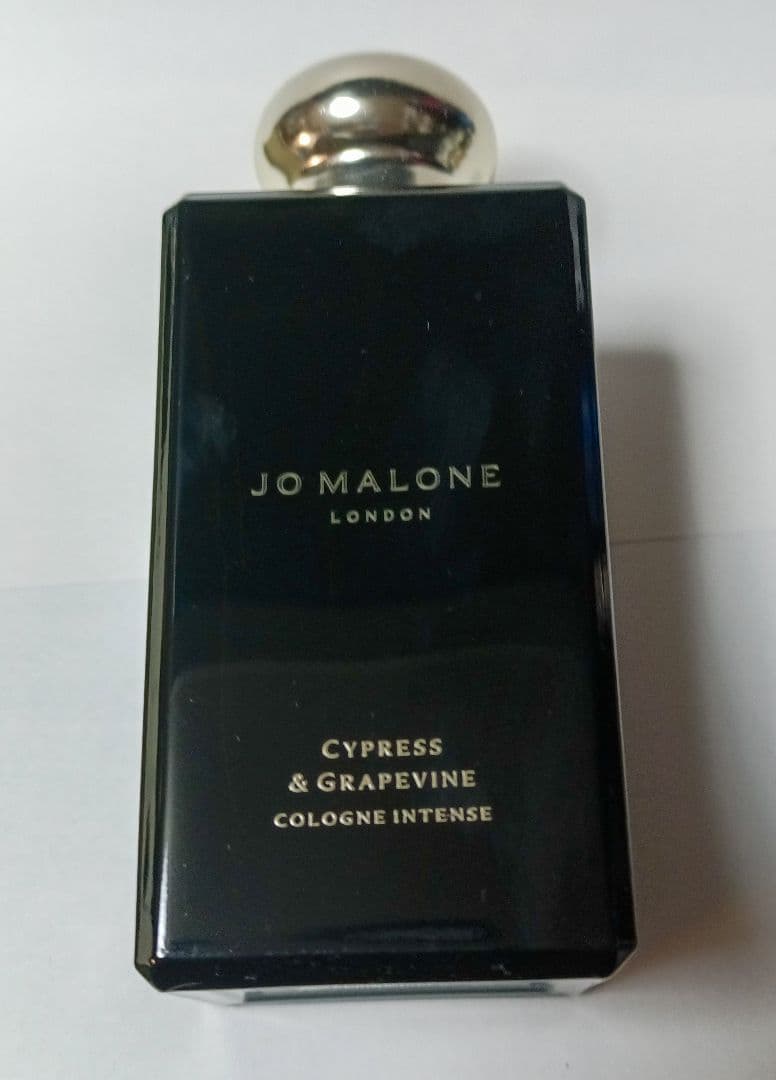 JO MALONE
LONDON
CYPRESS
& GRAPEVINE
COLOGNE INTENSE